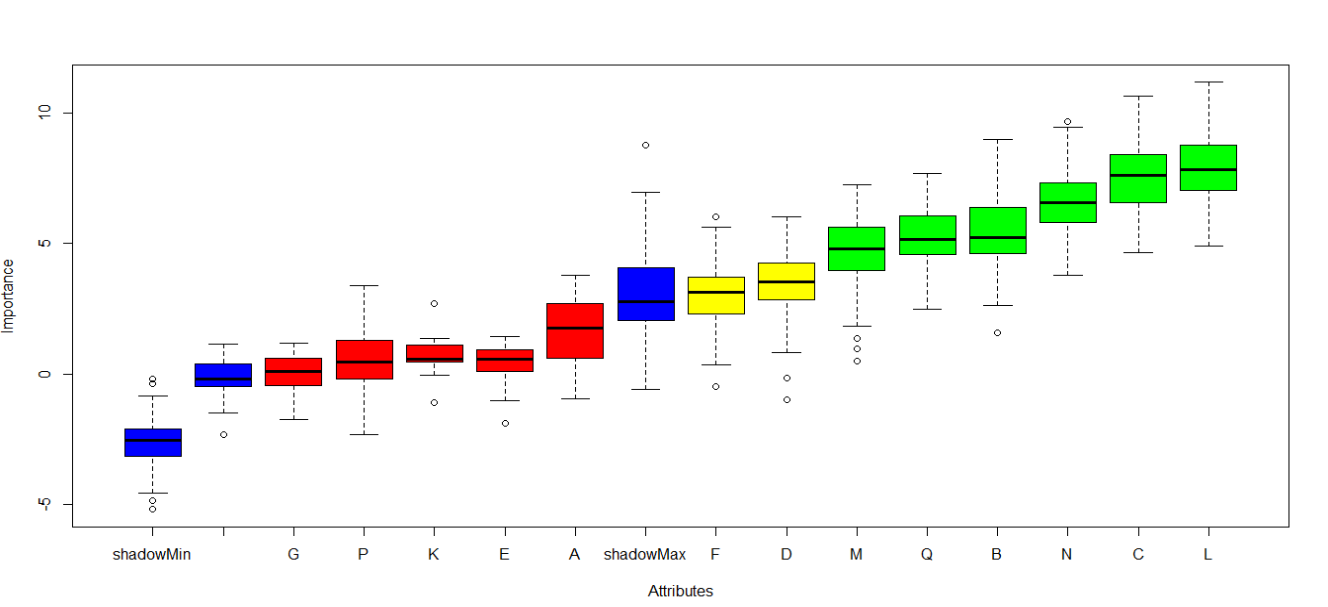 Importance
10
5
0
-5
shadowMin G P K E A shadowMax F D M Q B N C L
Attributes